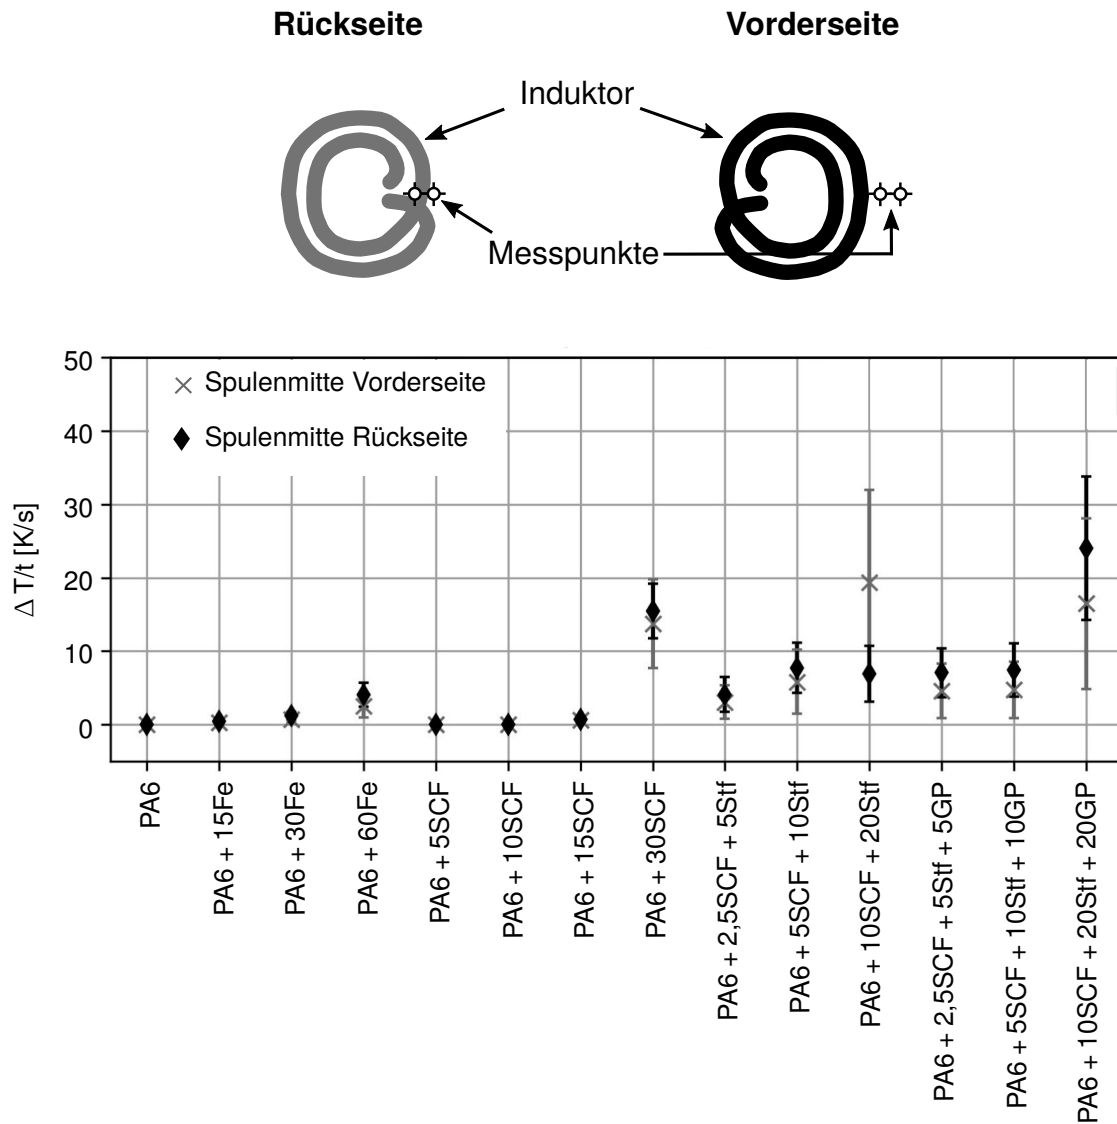 Rückseite
Vorderseite
Induktor
Messpunkte
50
40
30
20
10
0
Δ T/t [K/s]
Spulenmitte Vorderseite
Spulenmitte Rückseite
PA6
PA6 + 15Fe
PA6 + 30Fe
PA6 + 60Fe
PA6 + 5SCF
PA6 + 10SCF
PA6 + 15SCF
PA6 + 30SCF
PA6 + 2,5SCF + 5Stf
PA6 + 5SCF + 10Stf
PA6 + 10SCF + 20Stf
PA6 + 2,5SCF + 5Stf + 5GP
PA6 + 5SCF + 10Stf + 10GP
PA6 + 10SCF + 20Stf + 20GP